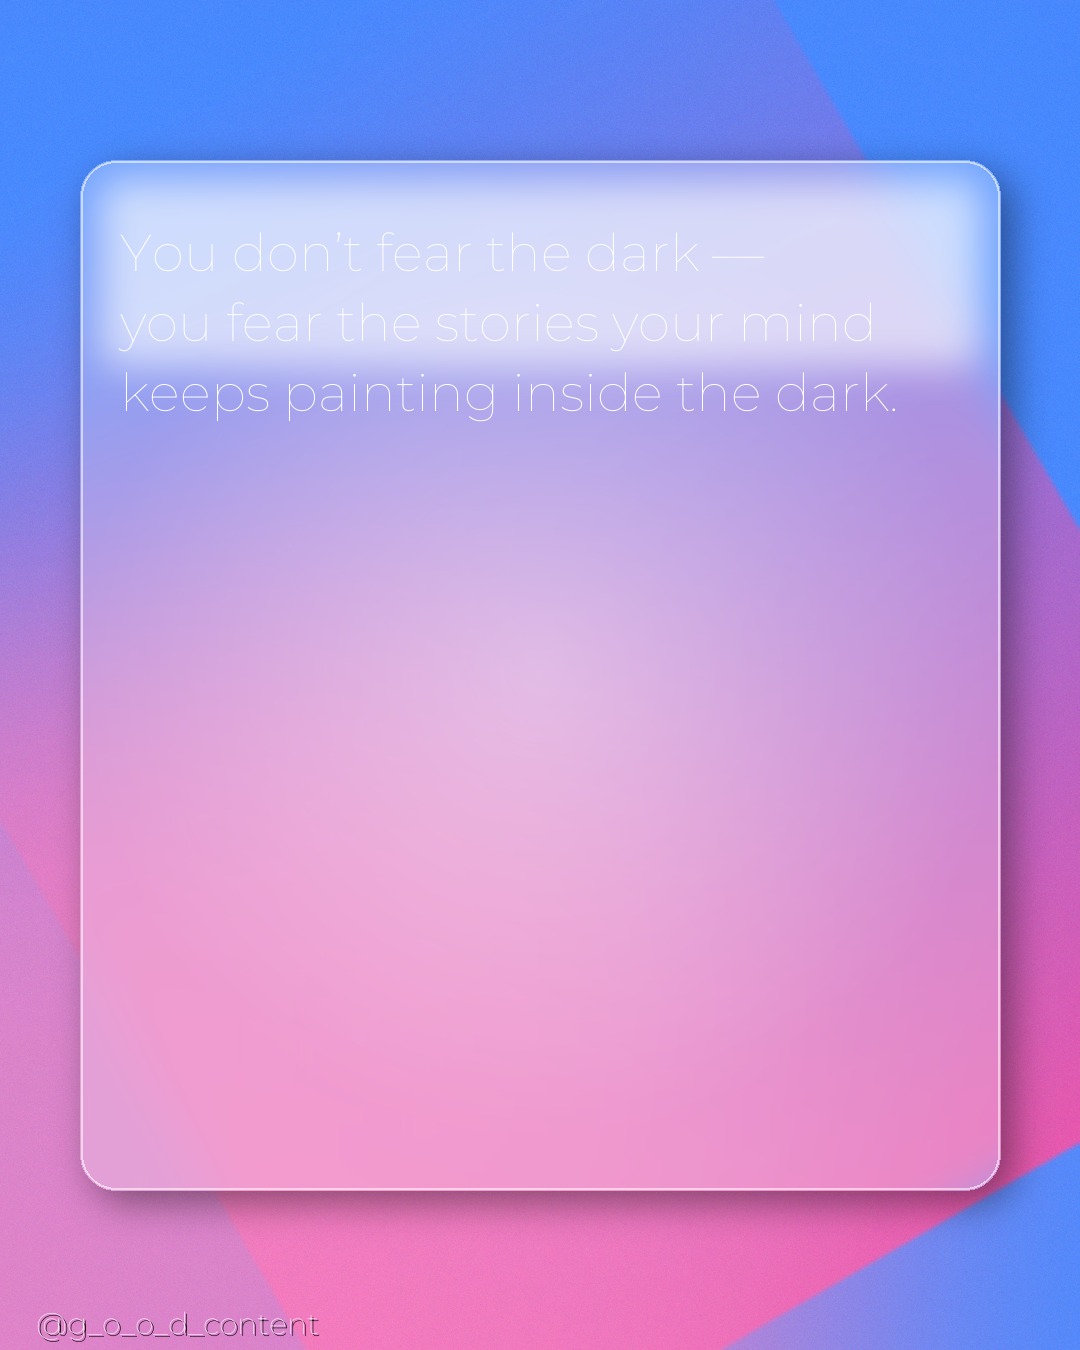 You don’t fear the dark —
you fear the stories your mind
keeps painting inside the dark.
@g_o_o_d_content